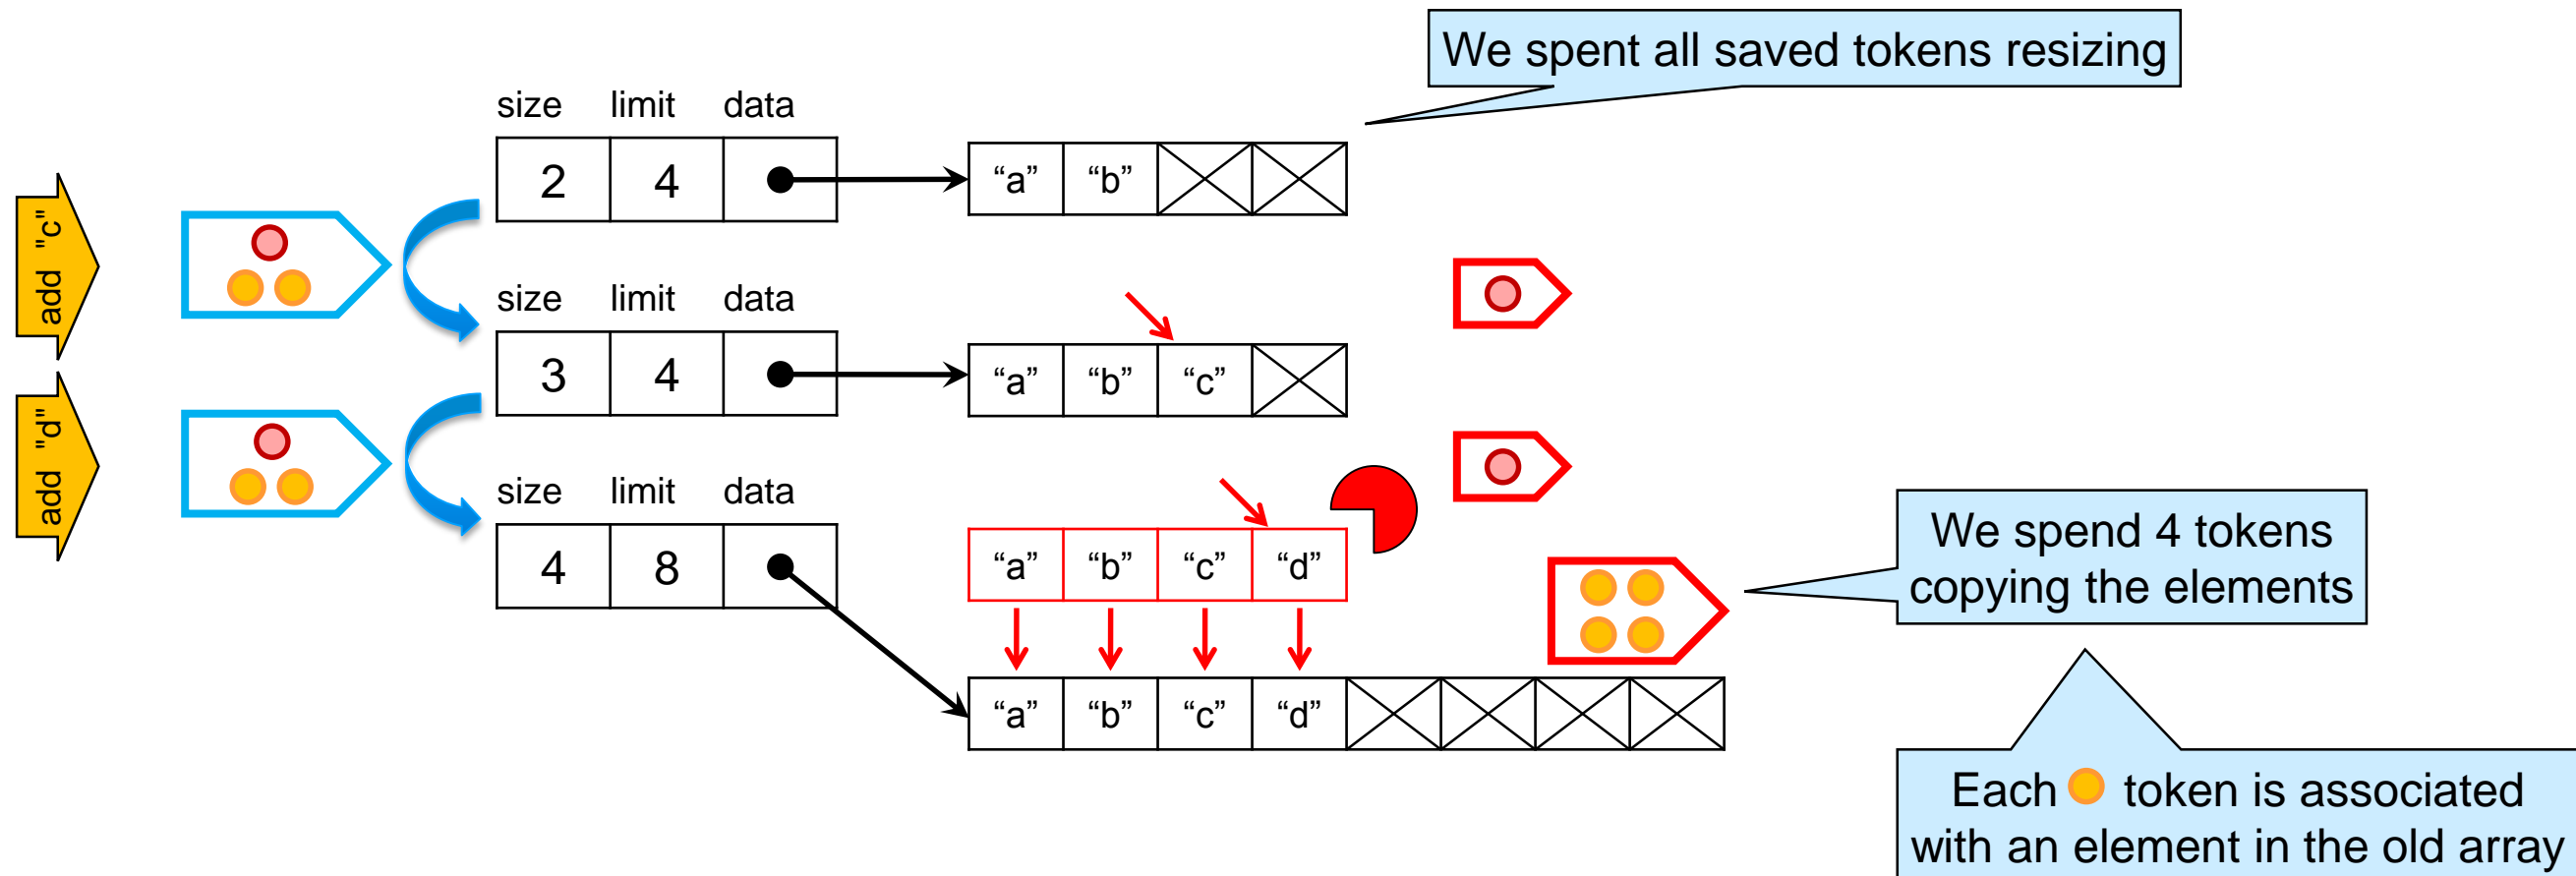 We spent all saved tokens resizing
size limit data
2 4
“a” “b”
add "c"
size limit data
3 4
“a” “b” “c”
add "d"
size limit data
4 8
“a” “b” “c” “d”
We spend 4 tokens
copying the elements
“a” “b” “c” “d”
Each token is associated
with an element in the old array